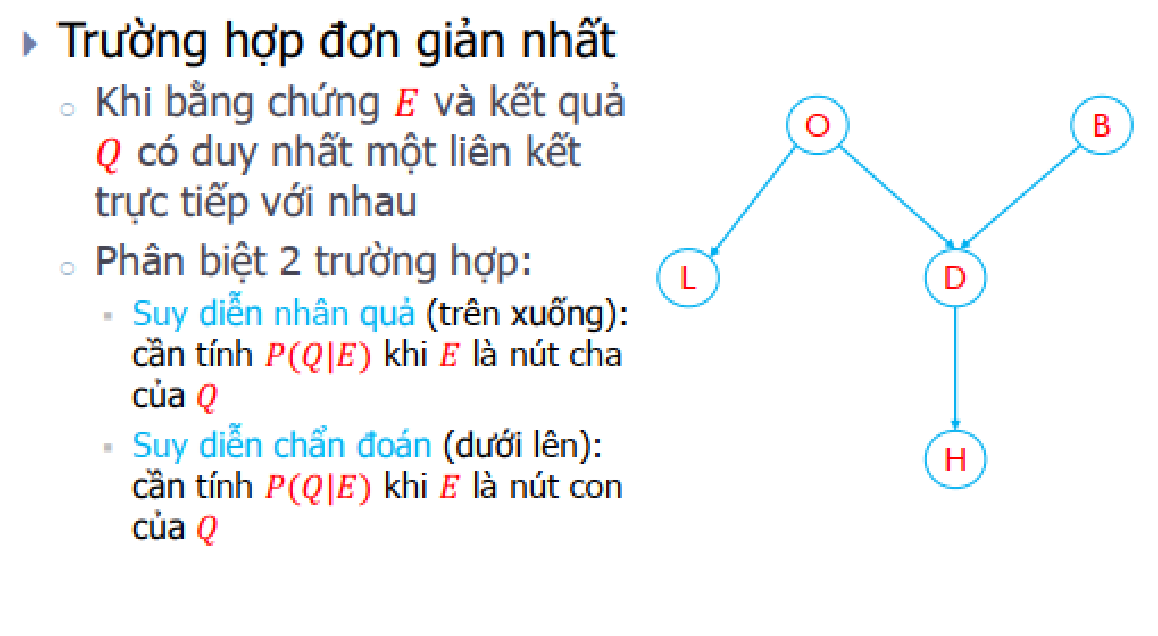 Trường hợp đơn giản nhất
Khi bằng chứng E và kết quả
Q có duy nhất một liên kết
trực tiếp với nhau
Phân biệt 2 trường hợp:
Suy diễn nhân quả (trên xuống):
cần tính P(Q|E) khi E là nút cha
của Q
Suy diễn chẩn đoán (dưới lên):
cần tính P(Q|E) khi E là nút con
của Q
O
B
L
D
H